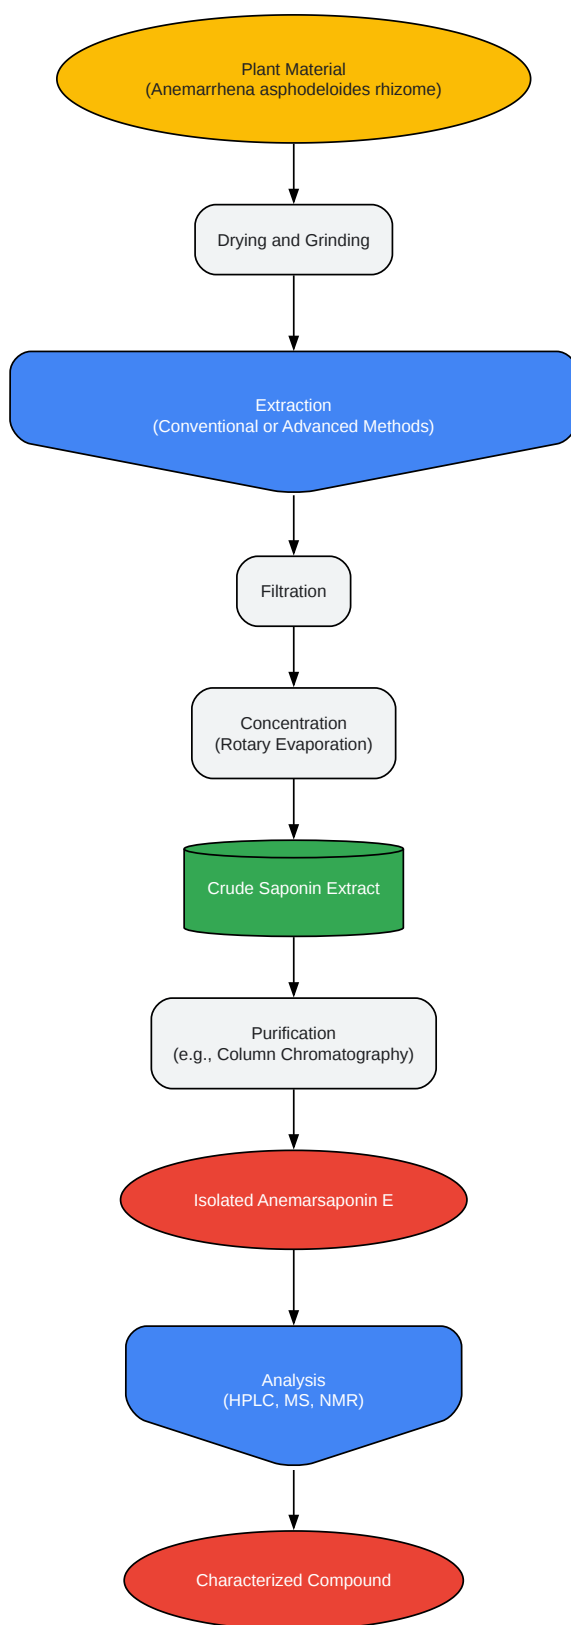 Plant Material
(Anemarrhena asphodeloides rhizome)
Drying and Grinding
Extraction
(Conventional or Advanced Methods)
Filtration
Concentration
(Rotary Evaporation)
Crude Saponin Extract
Purification
(e.g., Column Chromatography)
Isolated Anemarsaponin E
Analysis
(HPLC, MS, NMR)
Characterized Compound